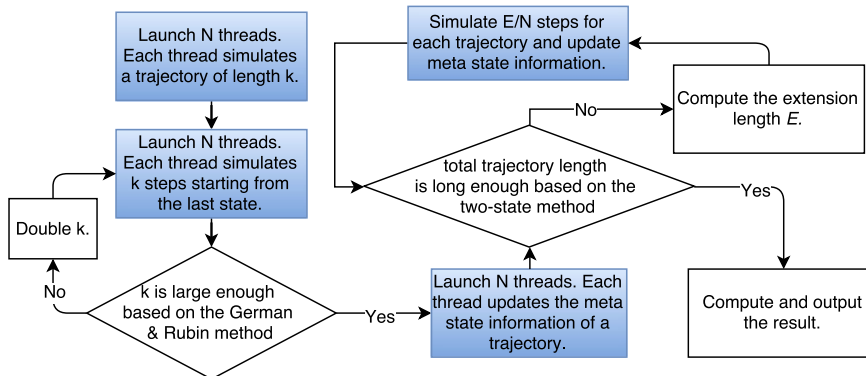 Launch N threads.
Each thread simulates
a trajectory of length k.
Launch N threads.
Each thread simulates
k steps starting from
the last state.
Double k.
No
k is large enough
based on the German
& Rubin method
Yes
Launch N threads. Each
thread updates the meta
state information of a
trajectory.
Simulate E/N steps for
each trajectory and update
meta state information.
No
Compute the extension
length E.
total trajectory length
is long enough based on the
two-state method
Yes
Compute and output
the result.